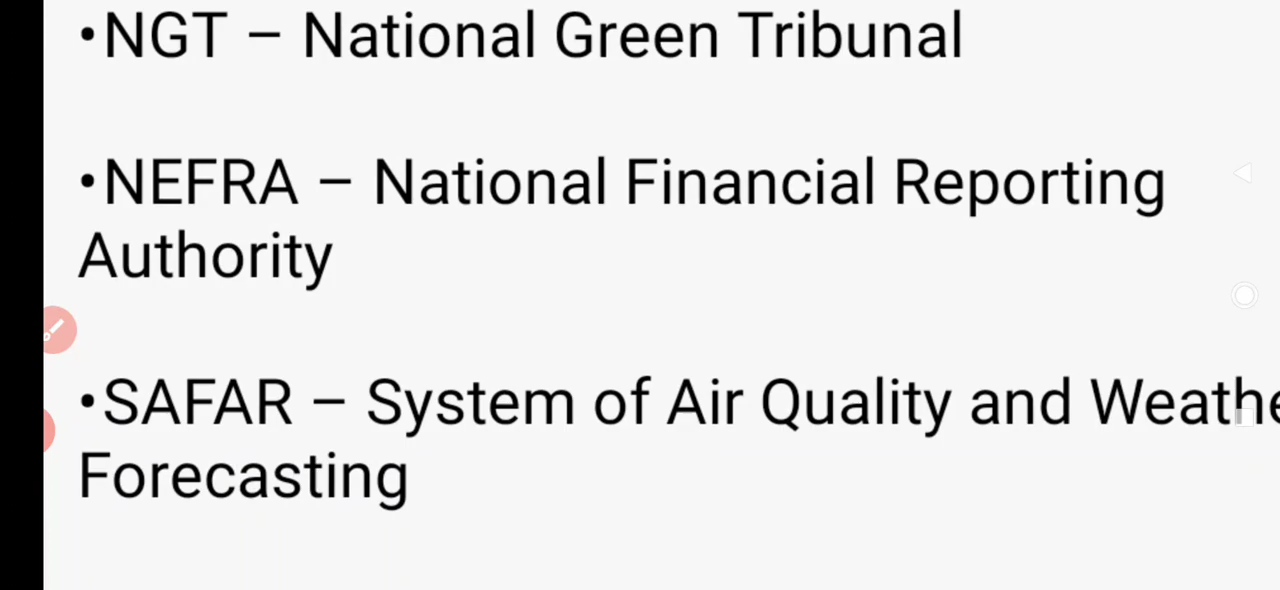 •NGT – National Green Tribunal
•NEFRA – National Financial Reporting
Authority
•SAFAR – System of Air Quality and Weathe
Forecasting